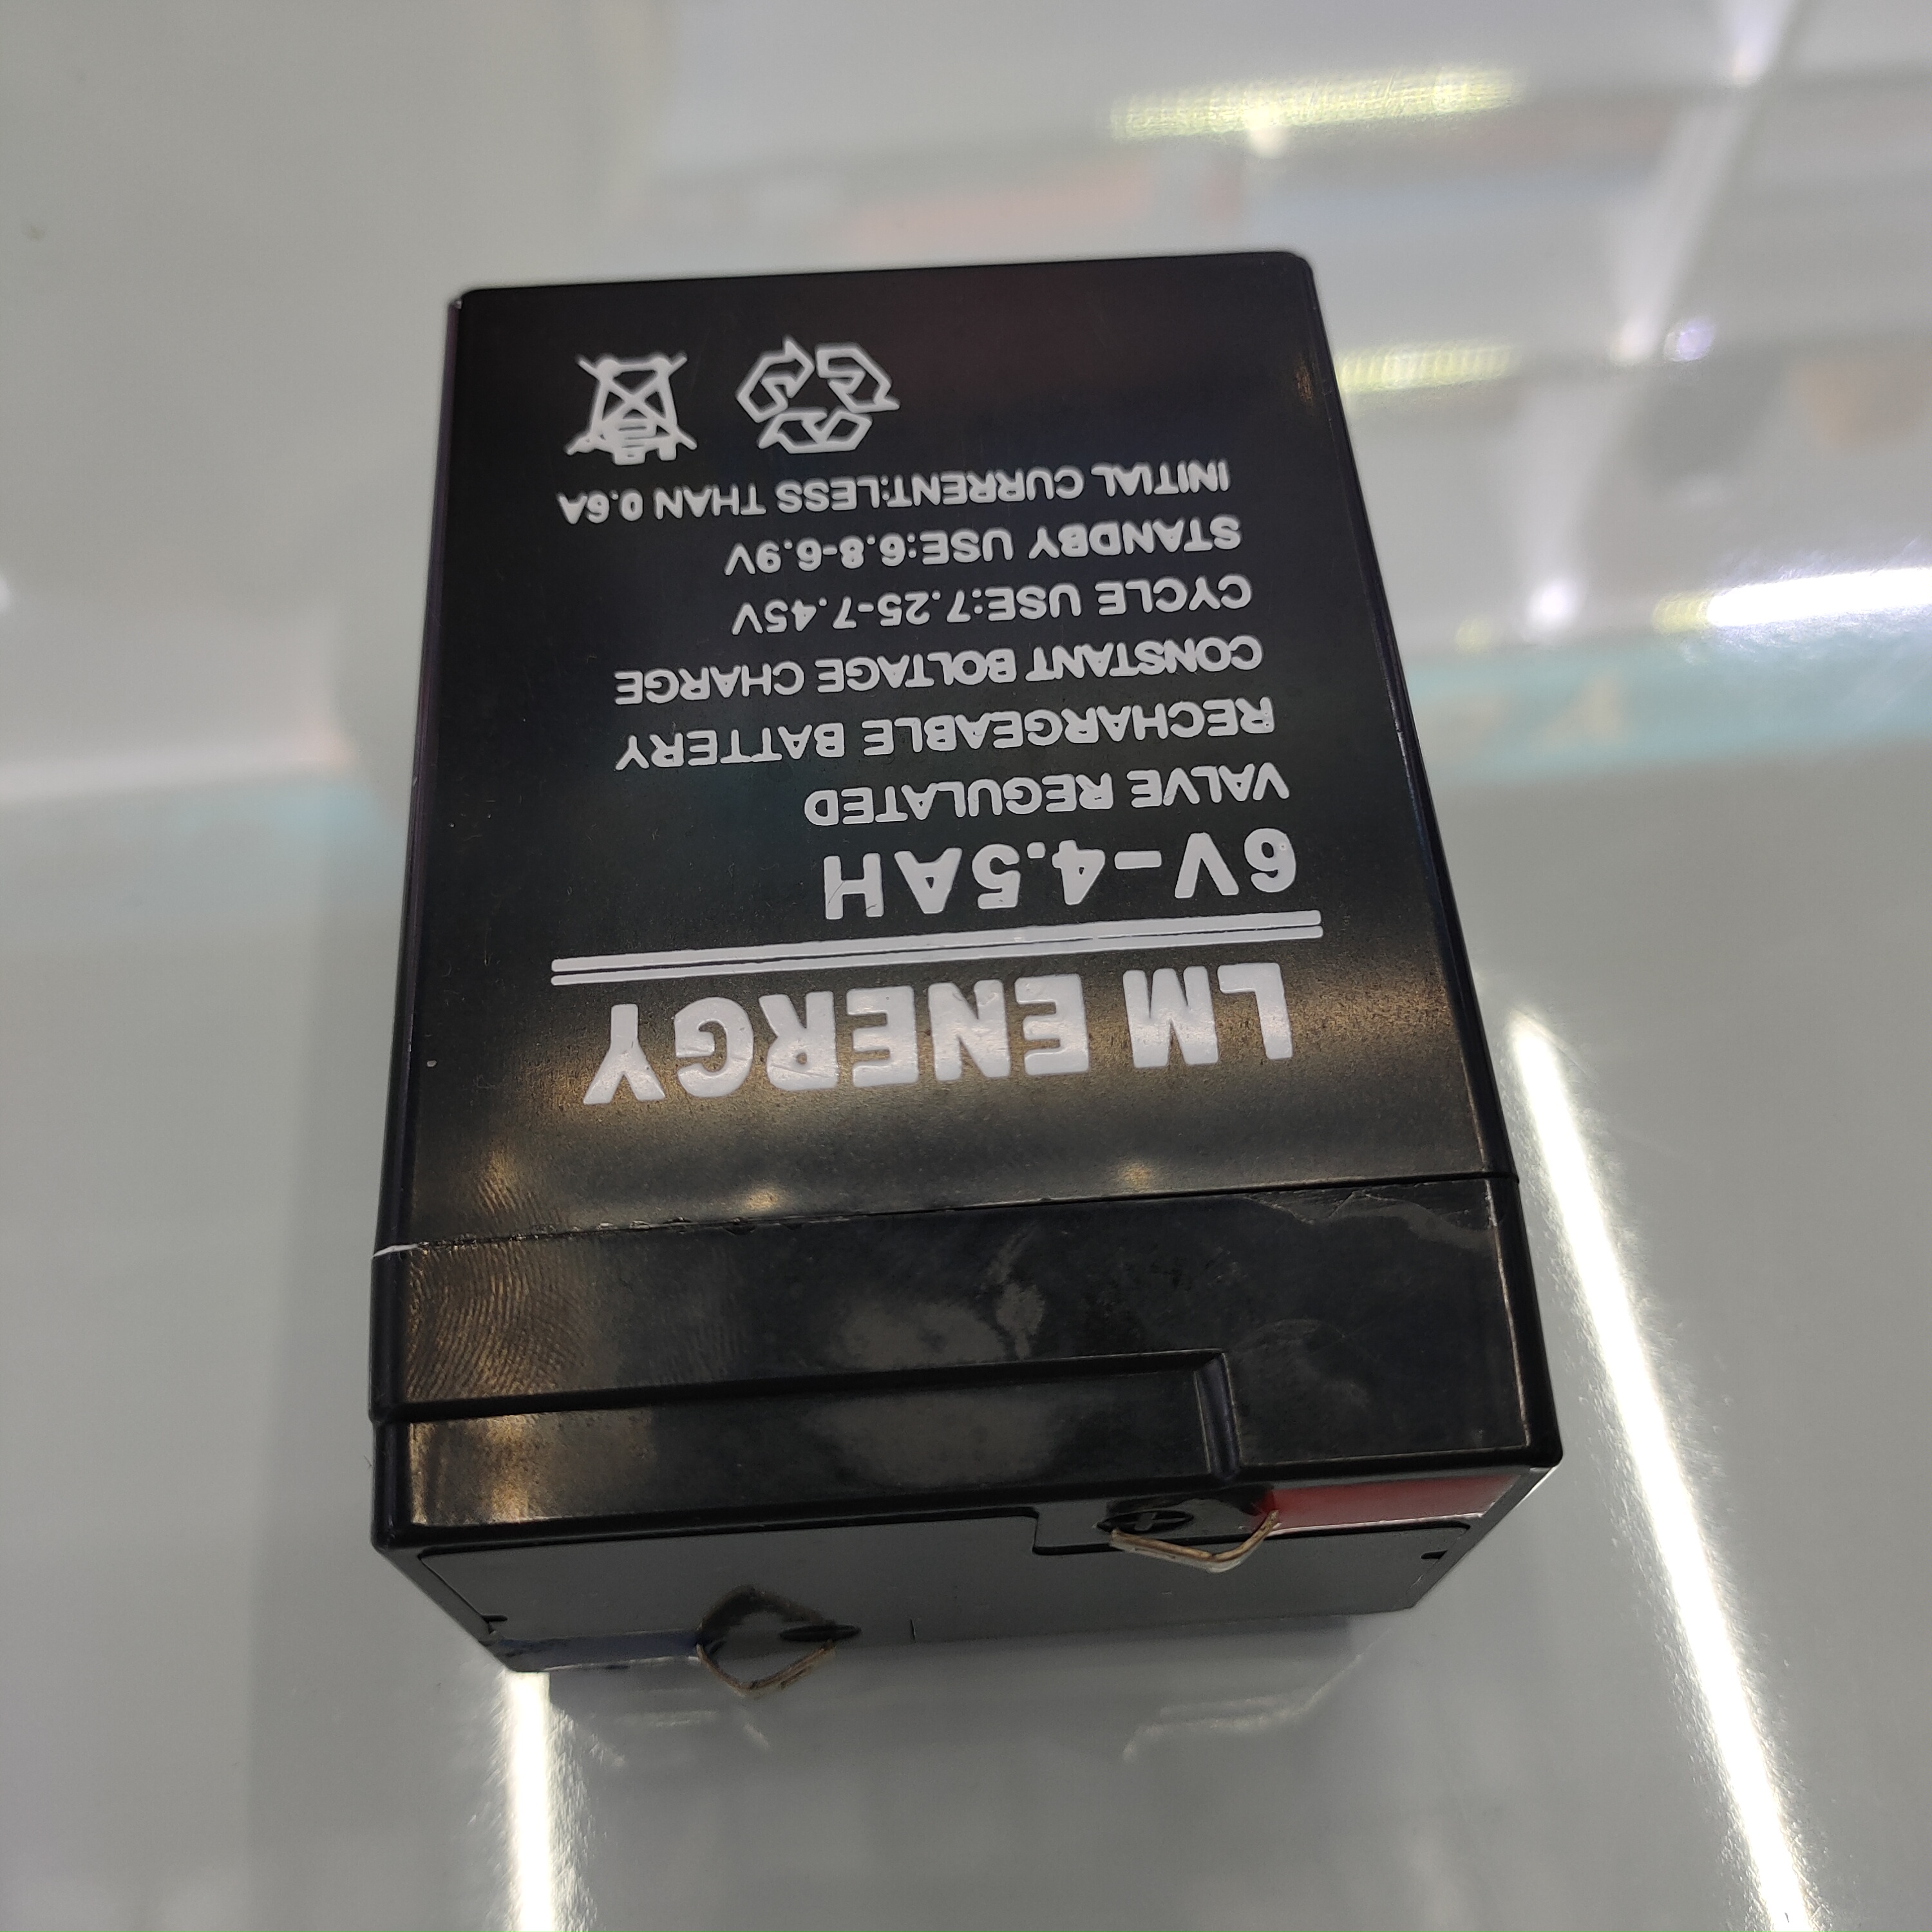 LM ENERGY
6V-4.5AH
VALVE REGULATED
RECHARGEABLE BATTERY
CONSTANT BOLTAGE CHARGE
CYCLE USE:7.25-7.45V
STANDBY USE:6.8-6.9V
INITIAL CURRENT:LESS THAN 0.6A